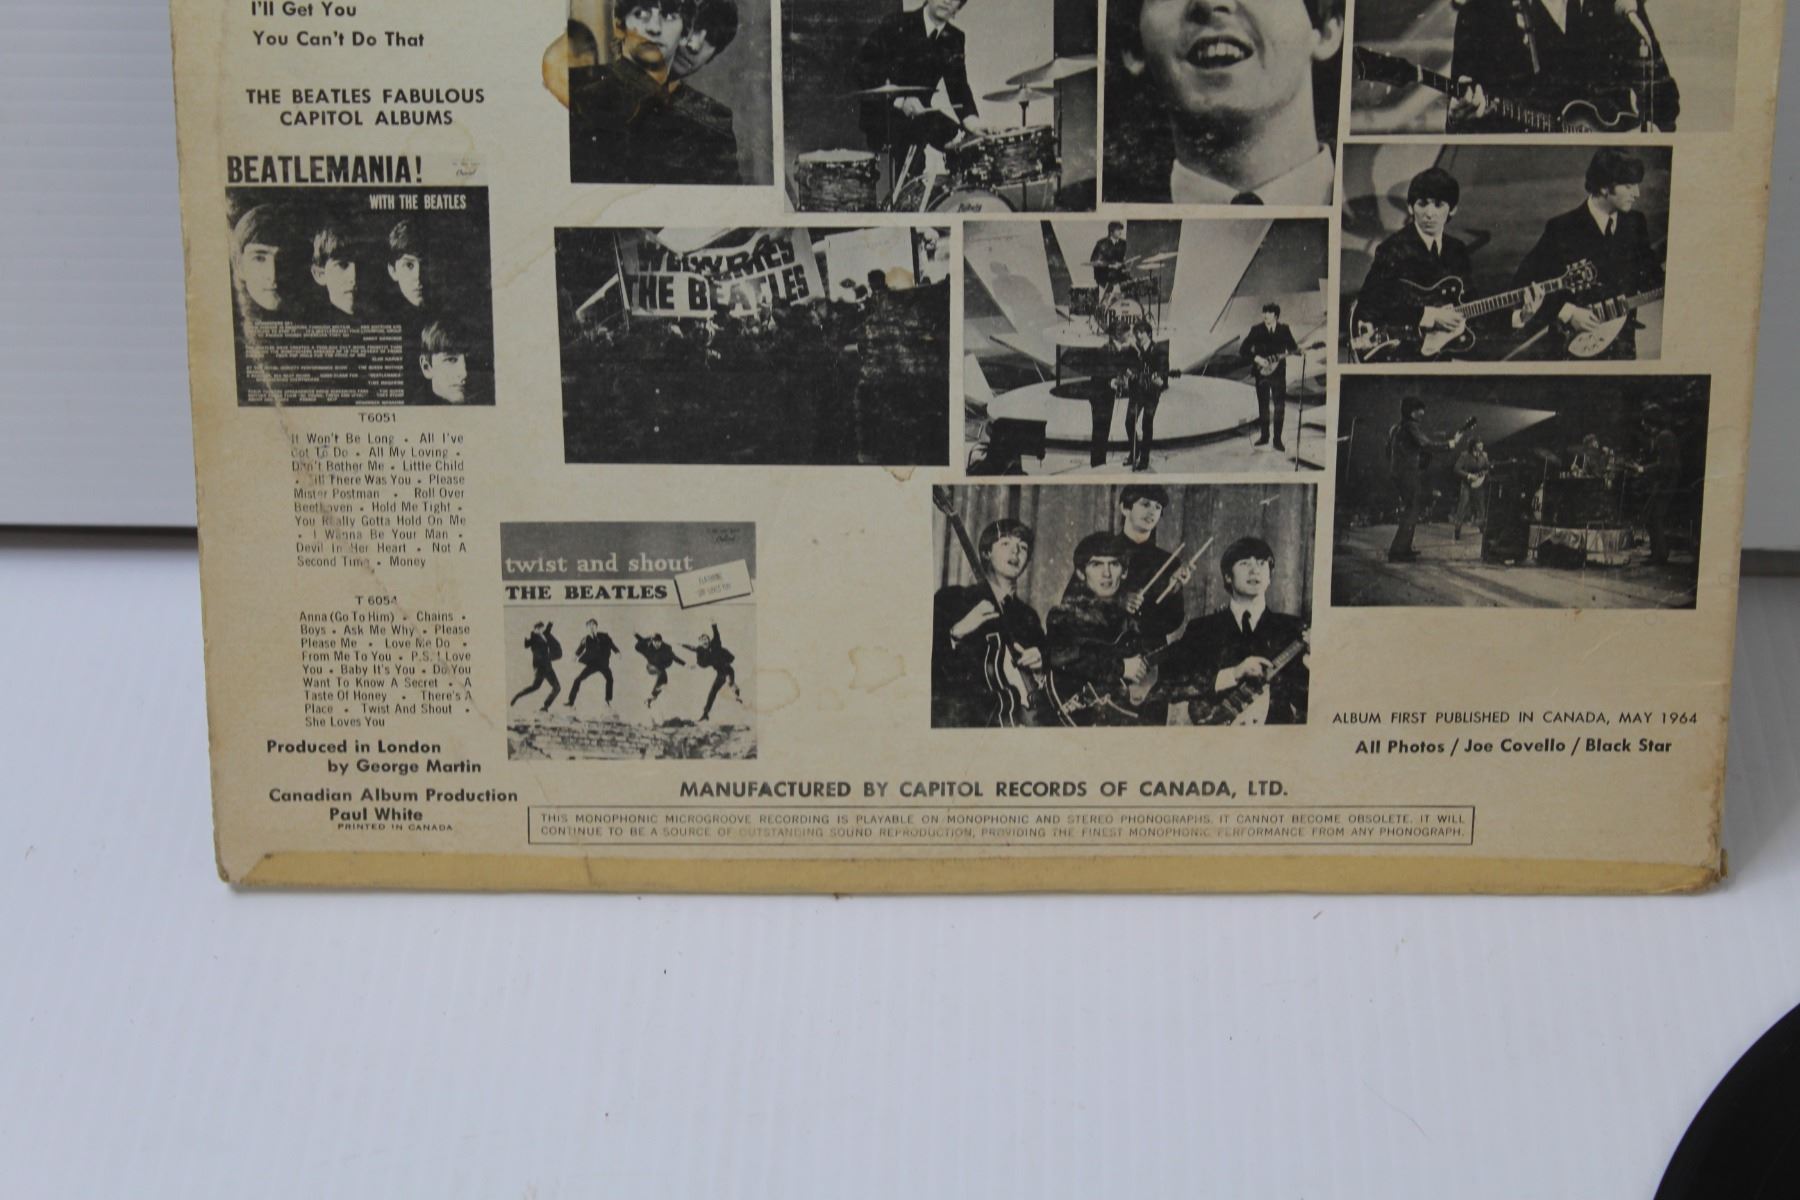 I'll Get You
You Can't Do That
THE BEATLES FABULOUS
CAPITOL ALBUMS
BEATLEMANIA!
WITH THE BEATLES
T6051
It Won't Be Long • All I've
Got To Do • All My Loving •
Don't Bother Me • Little Child
• Till There Was You • Please
Mister Postman • Roll Over
Beethoven • Hold Me Tight •
You Really Gotta Hold On Me
• I Wanna Be Your Man •
Devil In Her Heart • Not A
Second Time • Money
T 6054
Anna (Go To Him) • Chains •
Boys • Ask Me Why • Please
Please Me • Love Me Do •
From Me To You • P.S. I Love
You • Baby It's You • Do You
Want To Know A Secret • A
Taste Of Honey • There's A
Place • Twist And Shout •
She Loves You
Produced in London
by George Martin
Canadian Album Production
Paul White
PRINTED IN CANADA
twist and shout
THE BEATLES
THE BEATLES
BEATLES
ALBUM FIRST PUBLISHED IN CANADA, MAY 1964
All Photos / Joe Covello / Black Star
MANUFACTURED BY CAPITOL RECORDS OF CANADA, LTD.
THIS MONOPHONIC MICROGROOVE RECORDING IS PLAYABLE ON MONOPHONIC AND STEREO PHONOGRAPHS. IT CANNOT BECOME OBSOLETE. IT WILL
CONTINUE TO BE A SOURCE OF OUTSTANDING SOUND REPRODUCTION, PROVIDING THE FINEST MONOPHONIC PERFORMANCE FROM ANY PHONOGRAPH.